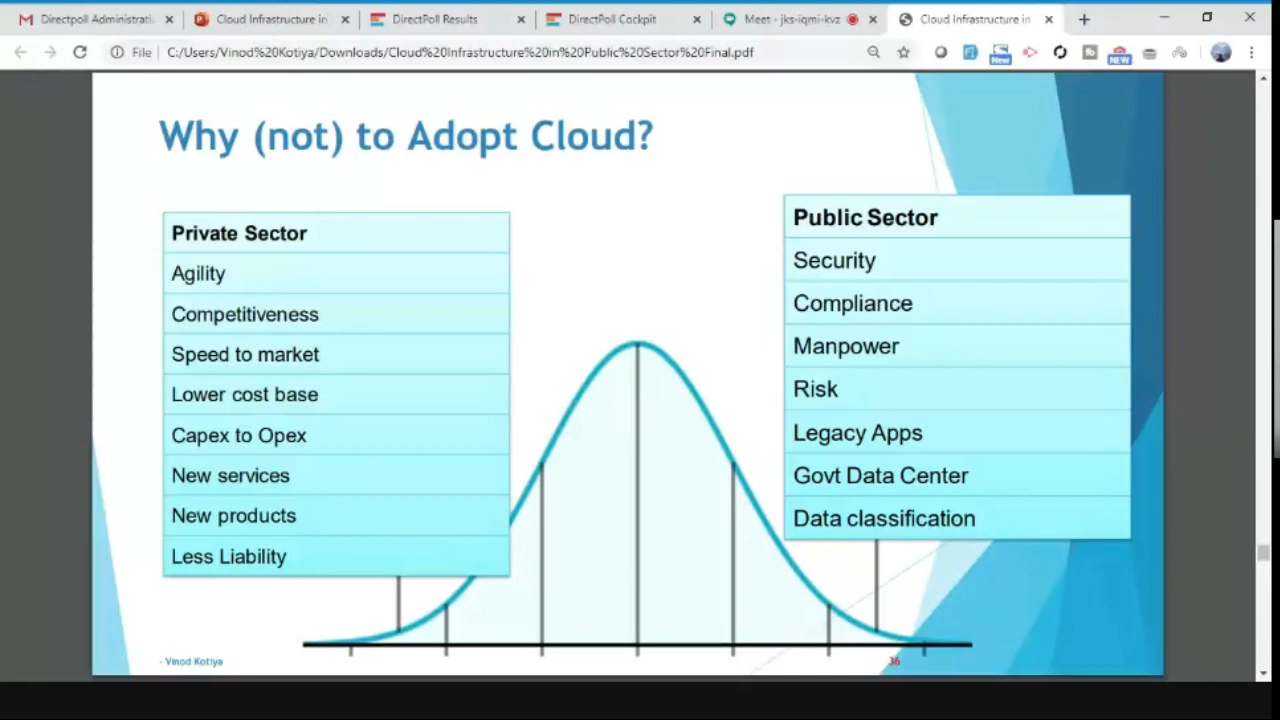 Directpoll Administrati
Cloud Infrastructure in
DirectPoll Results
DirectPoll Cockpit
Meet - jks-iqmi-kvz
Cloud Infrastructure in
File
C:/Users/Vinod%20Kotiya/Downloads/Cloud%20Infrastructure%20in%20Public%20Sector%20Final.pdf
New
NEW
Why (not) to Adopt Cloud?
Private Sector
Agility
Competitiveness
Speed to market
Lower cost base
Capex to Opex
New services
New products
Less Liability
Public Sector
Security
Compliance
Manpower
Risk
Legacy Apps
Govt Data Center
Data classification
- Vinod Kotiya
36